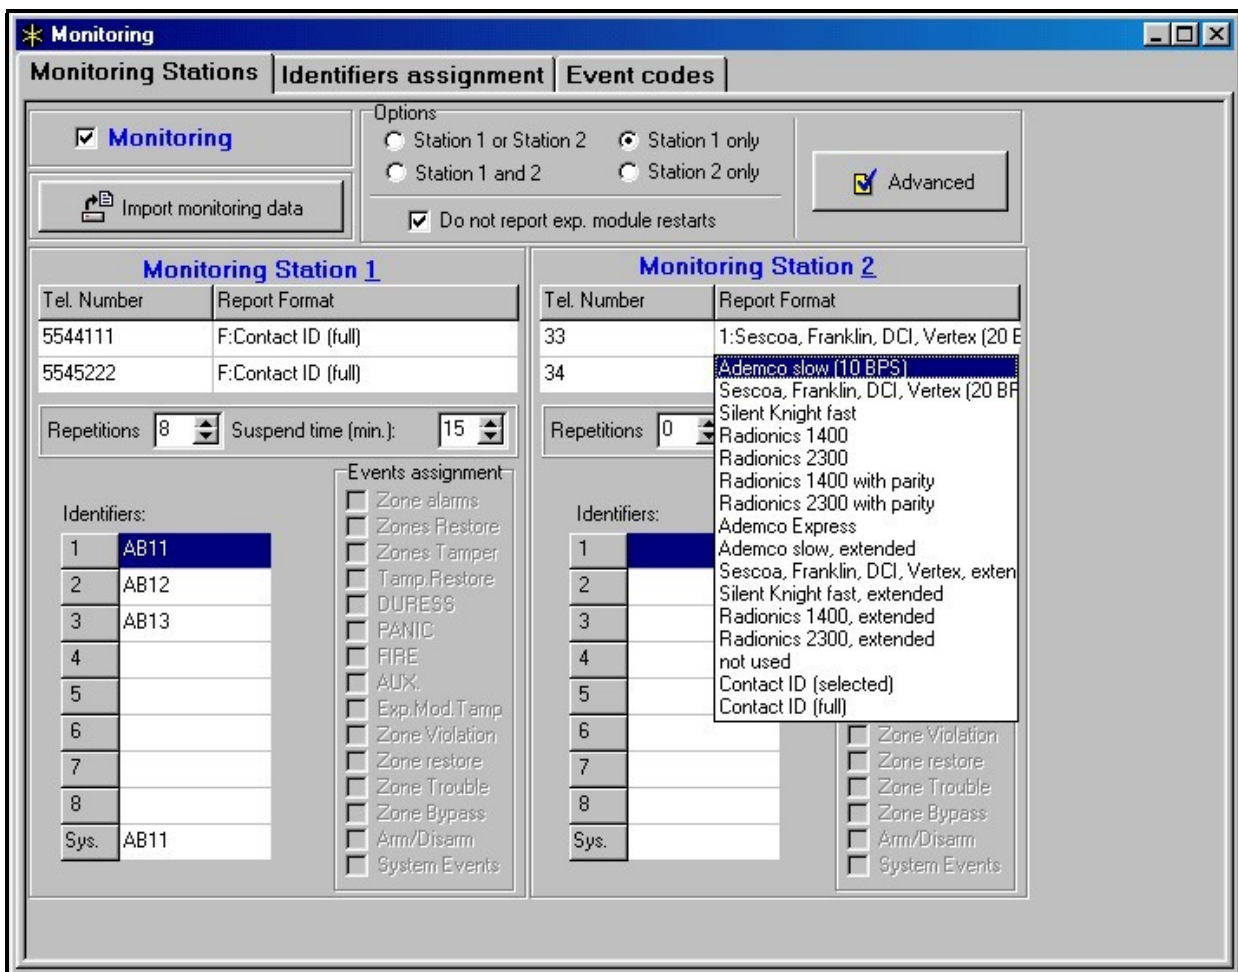 Monitoring
Monitoring Stations Identifiers assignment Event codes
Monitoring
Import monitoring data
Options
Station 1 or Station 2 Station 1 only
Station 1 and 2 Station 2 only
Do not report exp. module restarts
Advanced
Monitoring Station 1
Tel. Number Report Format
5544111 F:Contact ID (full)
5545222 F:Contact ID (full)
Repetitions 8 Suspend time (min.): 15
Identifiers:
1 AB11
2 AB12
3 AB13
4
5
6
7
8
Sys. AB11
Events assignment
Zone alarms
Zones Restore
Zones Tamper
Tamp.Restore
DURESS
PANIC
FIRE
AUX.
Exp.Mod.Tamp
Zone Violation
Zone restore
Zone Trouble
Zone Bypass
Arm/Disarm
System Events
Monitoring Station 2
Tel. Number Report Format
33 1:Sescoa, Franklin, DCI, Vertex (20 B
34
Repetitions 0
Identifiers:
1
2
3
4
5
6
7
8
Sys.
Ademco slow (10 BPS)
Sescoa, Franklin, DCI, Vertex (20 BP
Silent Knight fast
Radionics 1400
Radionics 2300
Radionics 1400 with parity
Radionics 2300 with parity
Ademco Express
Ademco slow, extended
Sescoa, Franklin, DCI, Vertex, exten
Silent Knight fast, extended
Radionics 1400, extended
Radionics 2300, extended
not used
Contact ID (selected)
Contact ID (full)
Zone Violation
Zone restore
Zone Trouble
Zone Bypass
Arm/Disarm
System Events